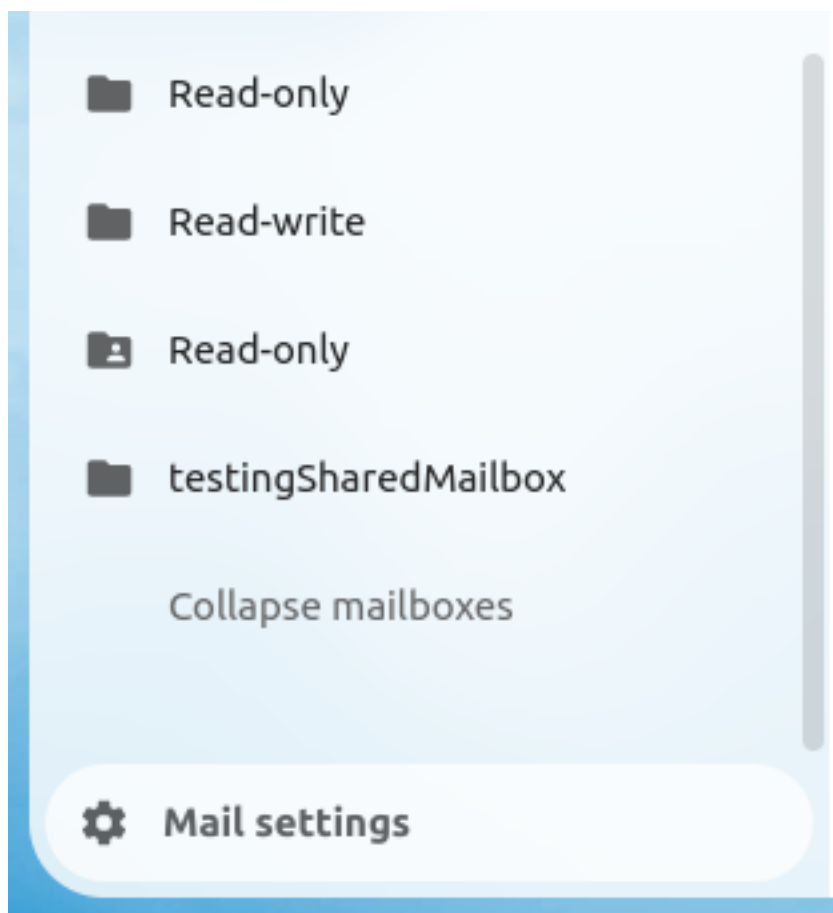 Read-only
Read-write
Read-only
testingSharedMailbox
Collapse mailboxes
Mail settings